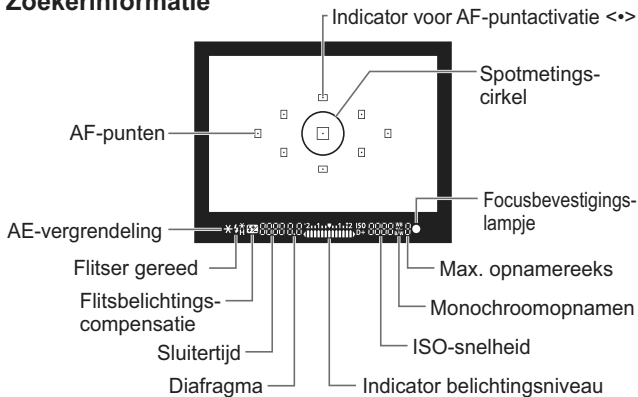 Zoekerinformatie
Indicator voor AF-puntactivatie <•>
Spotmetings-
cirkel
AF-punten
Focusbevestigings-
lampje
AE-vergrendeling
Flitser gereed
Max. opnamereeks
Flitsbelichtings-
compensatie
Monochroomopnamen
Sluitertijd
ISO-snelheid
Diafragma
Indicator belichtingsniveau